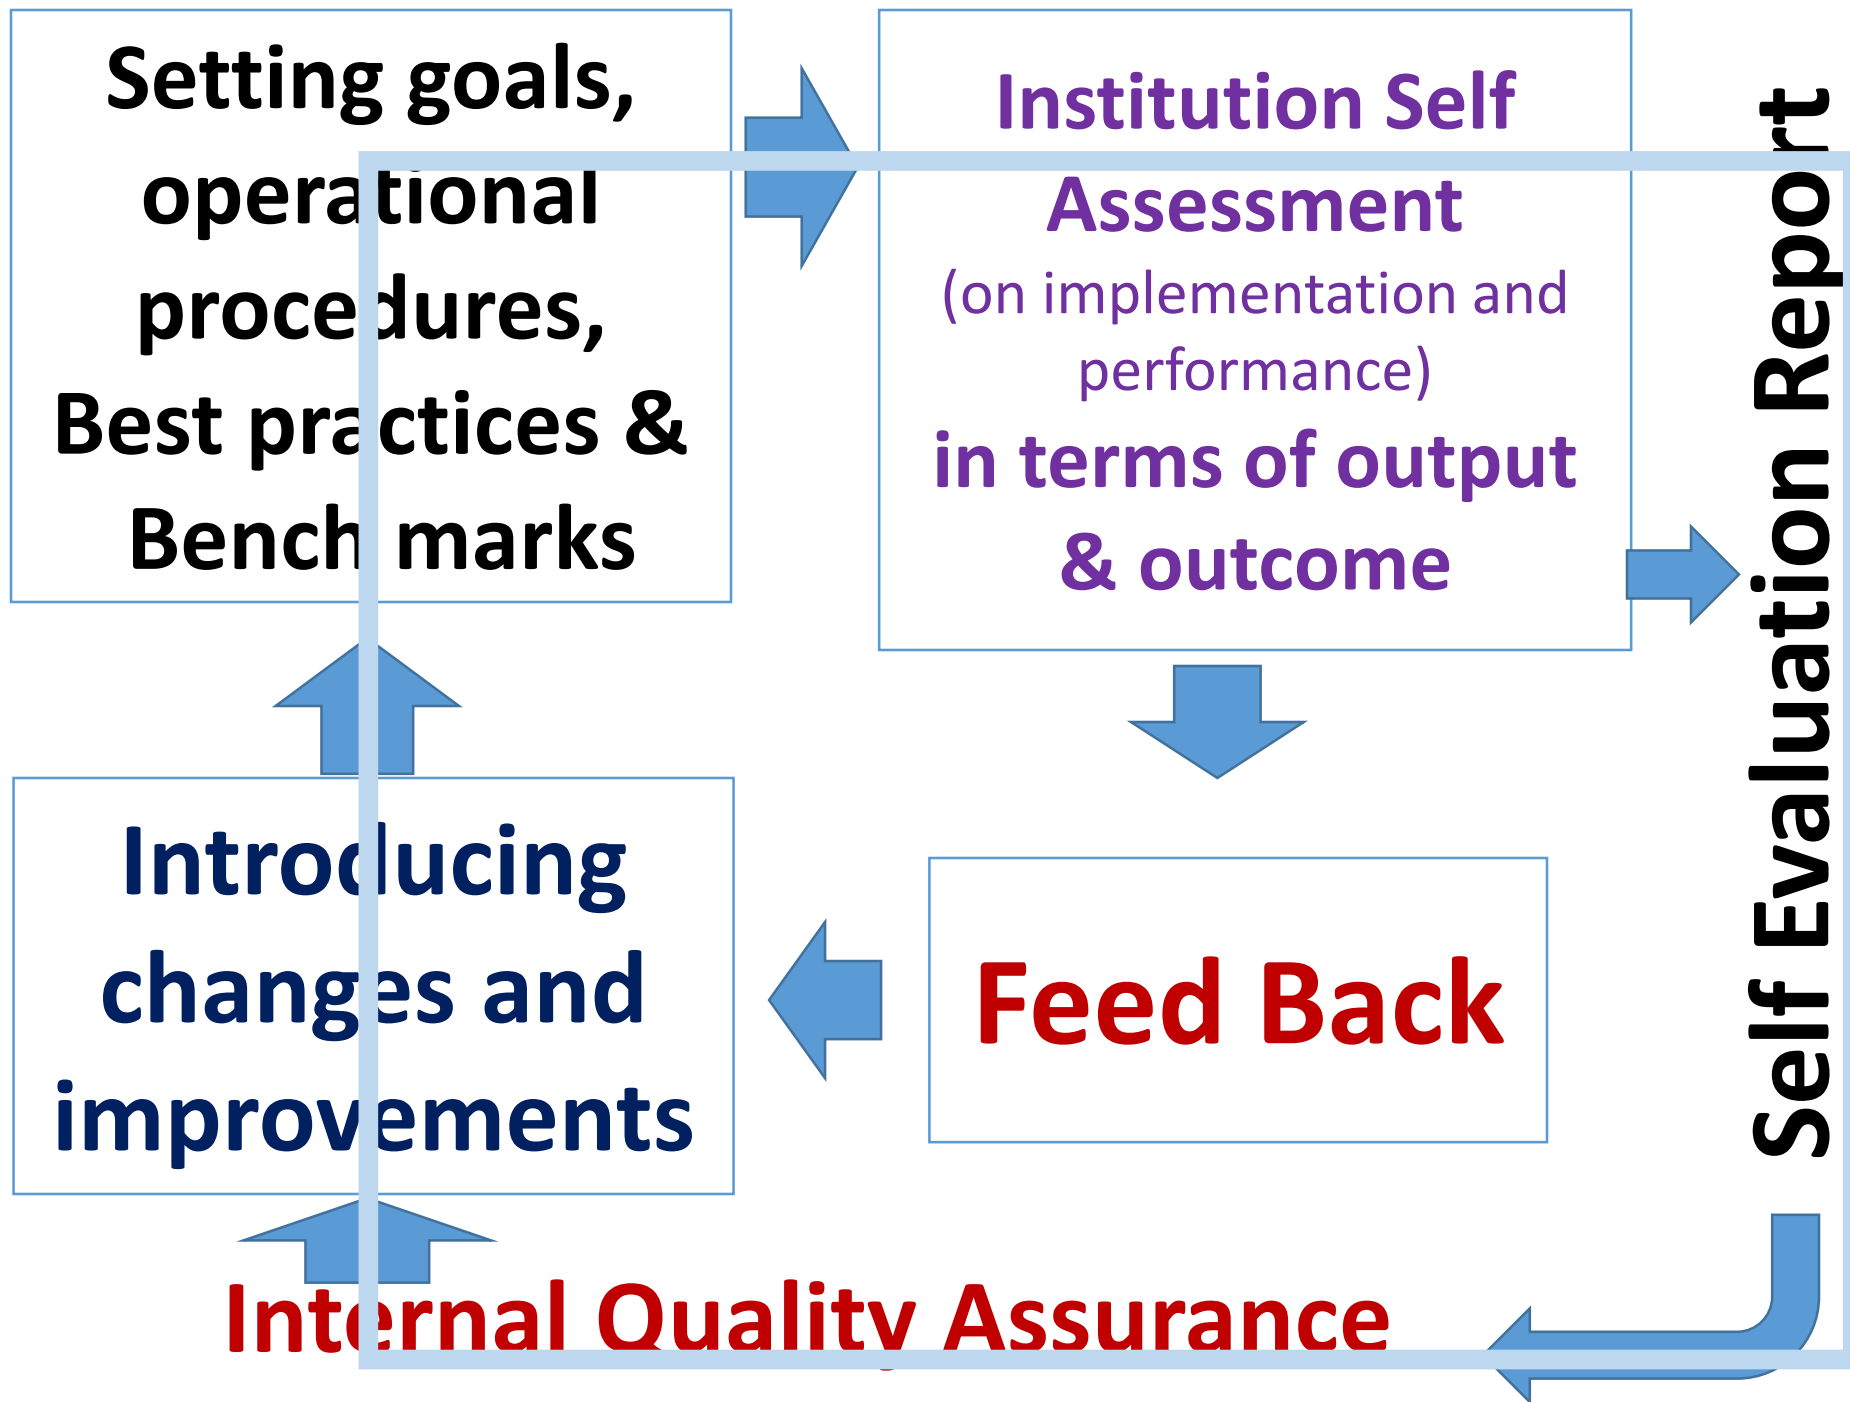 Setting goals,
operational
procedures,
Best practices &
Bench marks
Institution Self
Assessment
(on implementation and
performance)
in terms of output
& outcome
Self Evaluation Report
Introducing
changes and
improvements
Feed Back
Internal Quality Assurance